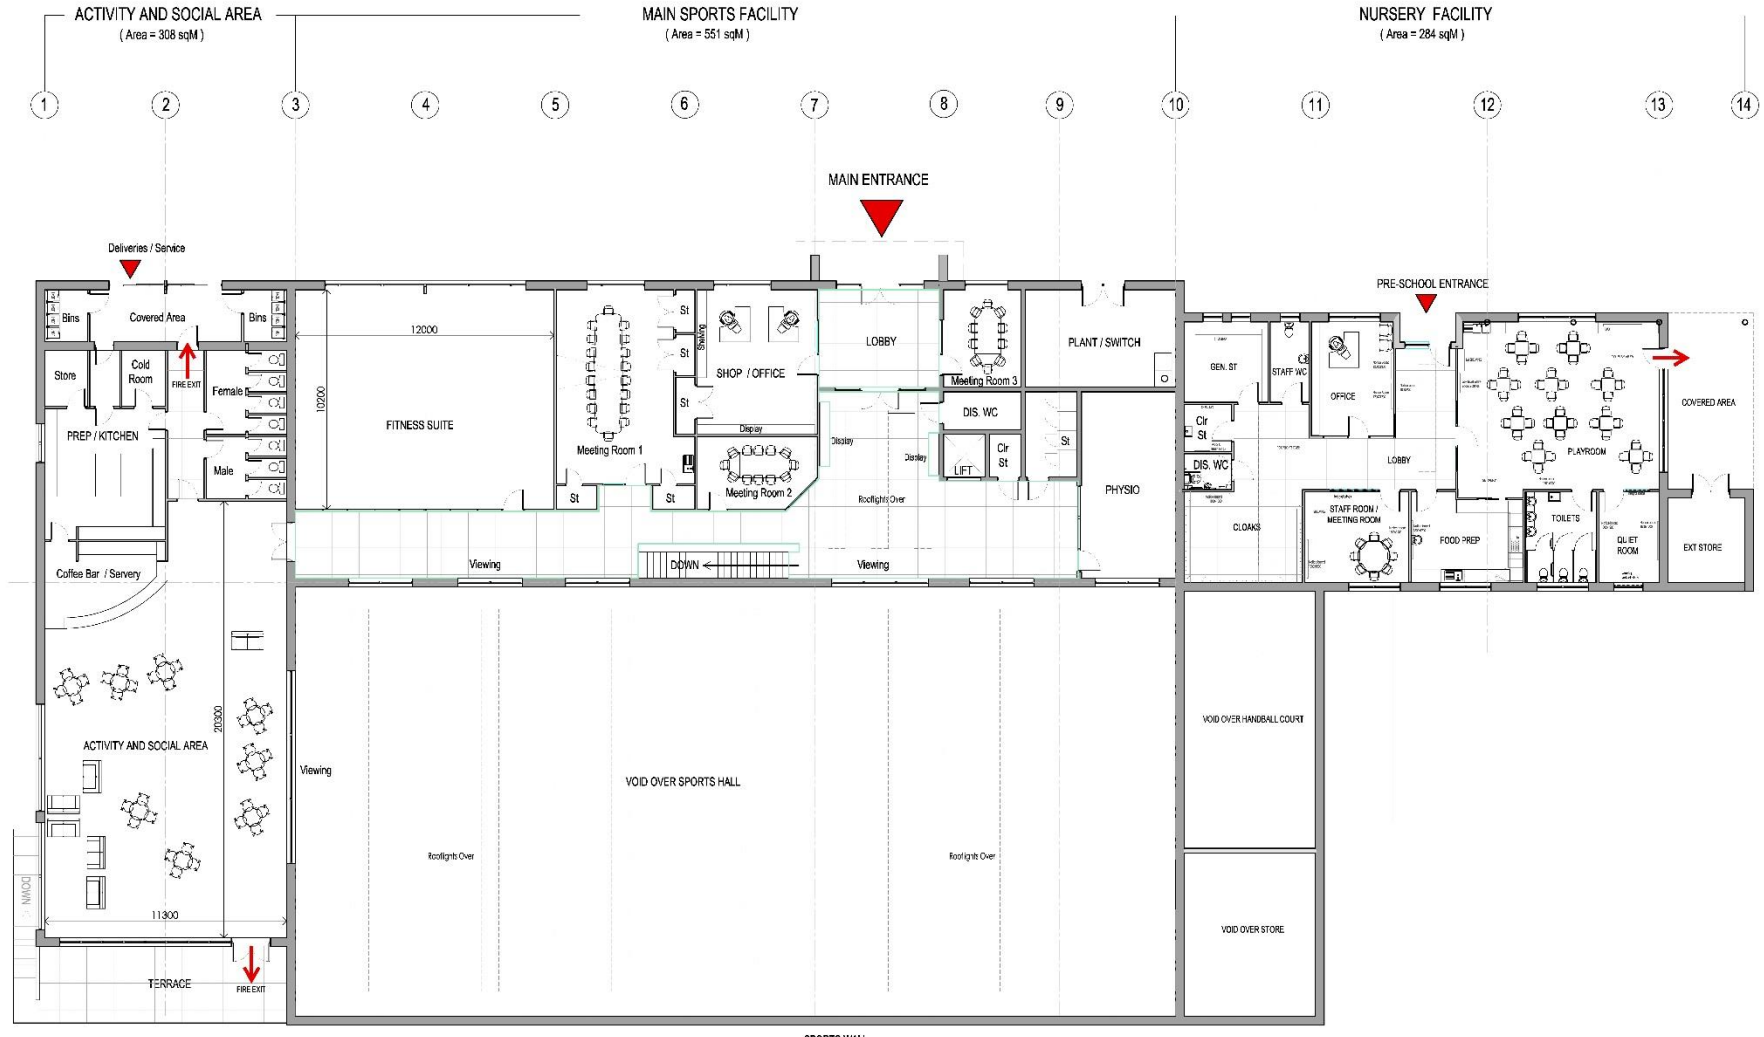 ACTIVITY AND SOCIAL AREA
( Area = 308 sqM )
MAIN SPORTS FACILITY
( Area = 551 sqM )
NURSERY FACILITY
( Area = 284 sqM )
1
2
3
4
5
6
7
8
9
10
11
12
13
14
MAIN ENTRANCE
Deliveries / Service
PRE-SCHOOL ENTRANCE
Bins
Covered Area
Bins
12000
10200
St
Shelving
LOBBY
PLANT / SWITCH
Store
Cold
Room
FIRE EXIT
Female
St
SHOP / OFFICE
Meeting Room 3
GEN. ST
STAFF WC
OFFICE
COVERED AREA
FITNESS SUITE
St
DIS. WC
PREP / KITCHEN
Display
Display
Display
St
Clr
St
PLAYROOM
Meeting Room 1
LIFT
Clr
St
LOBBY
Male
DIS. WC
Meeting Room 2
PHYSIO
St
St
Rooflights Over
CLOAKS
STAFF ROOM /
MEETING ROOM
FOOD PREP
TOILETS
QUIET
ROOM
EXT STORE
Coffee Bar / Servery
Viewing
DOWN
Viewing
20300
ACTIVITY AND SOCIAL AREA
Viewing
VOID OVER SPORTS HALL
VOID OVER HANDBALL COURT
Rooflights Over
Rooflights Over
DOWN
11300
VOID OVER STORE
TERRACE
FIRE EXIT